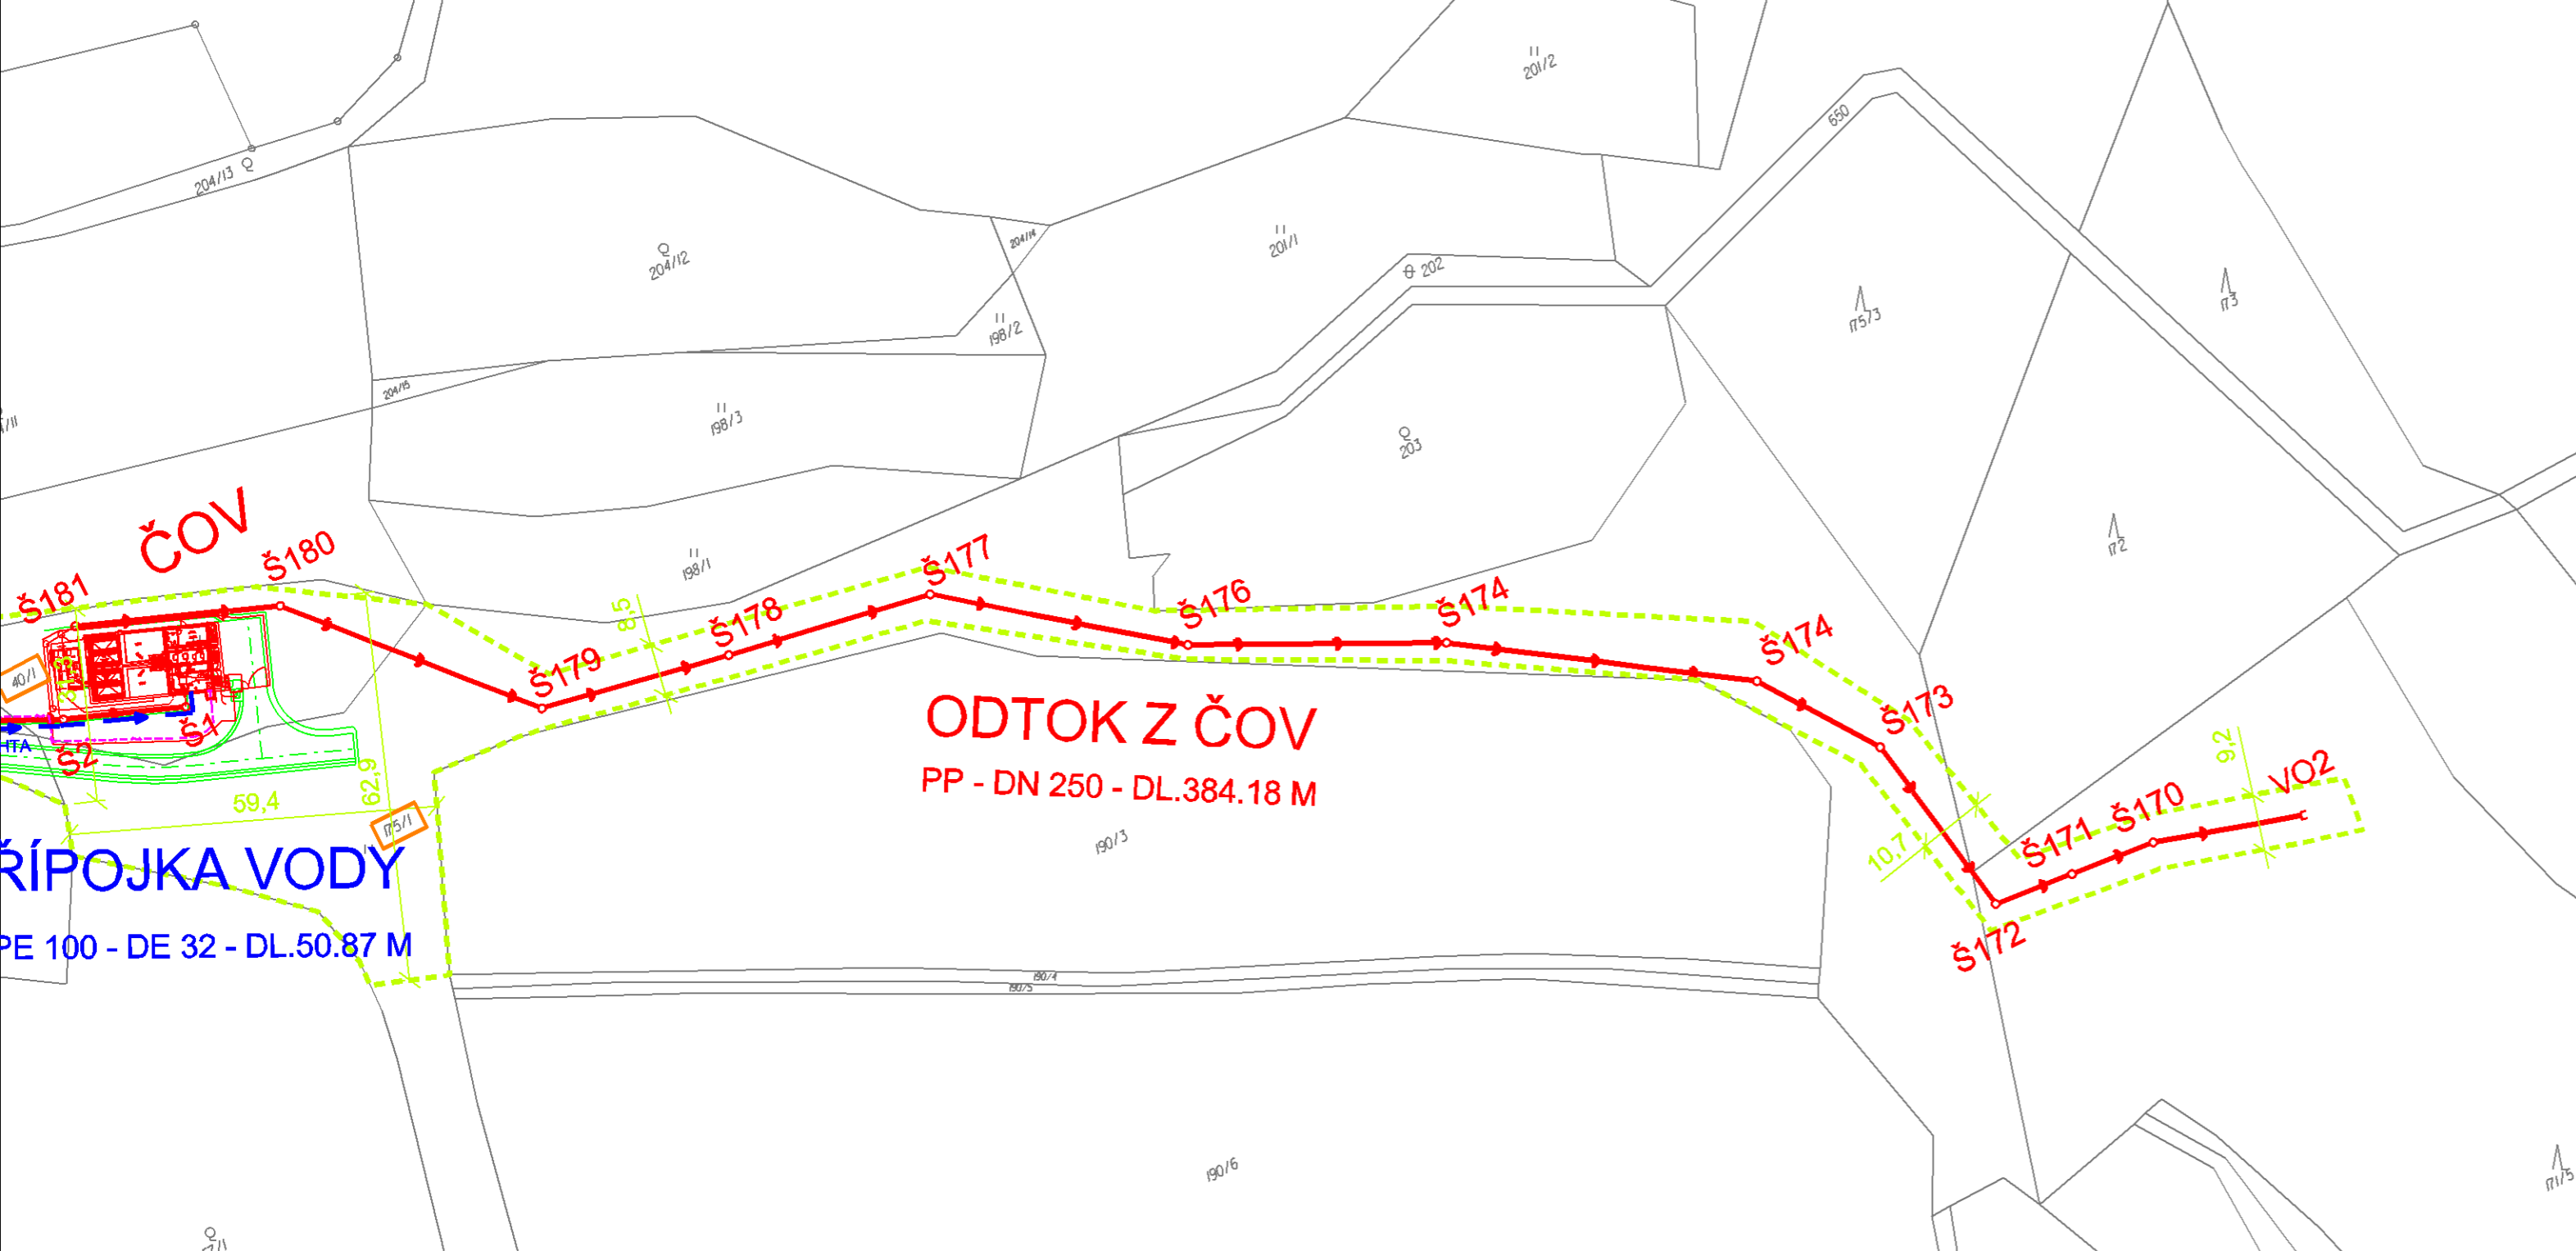 201/2
650
204/13
204/12
204/14
201/1
202
198/2
175/3
173
204/15
198/3
203
172
ČOV
Š180
Š181
198/1
Š177
8,5
Š178
Š176
Š174
Š174
Š179
Š173
40/1
ODTOK Z ČOV
PP - DN 250 - DL.384.18 M
Š1
Š2
HTA
59,4
62,9
175/1
9,2
VO2
Š170
Š171
10,7
Š172
190/3
ŘÍPOJKA VODY
PE 100 - DE 32 - DL.50.87 M
190/4
190/5
190/6
171/5